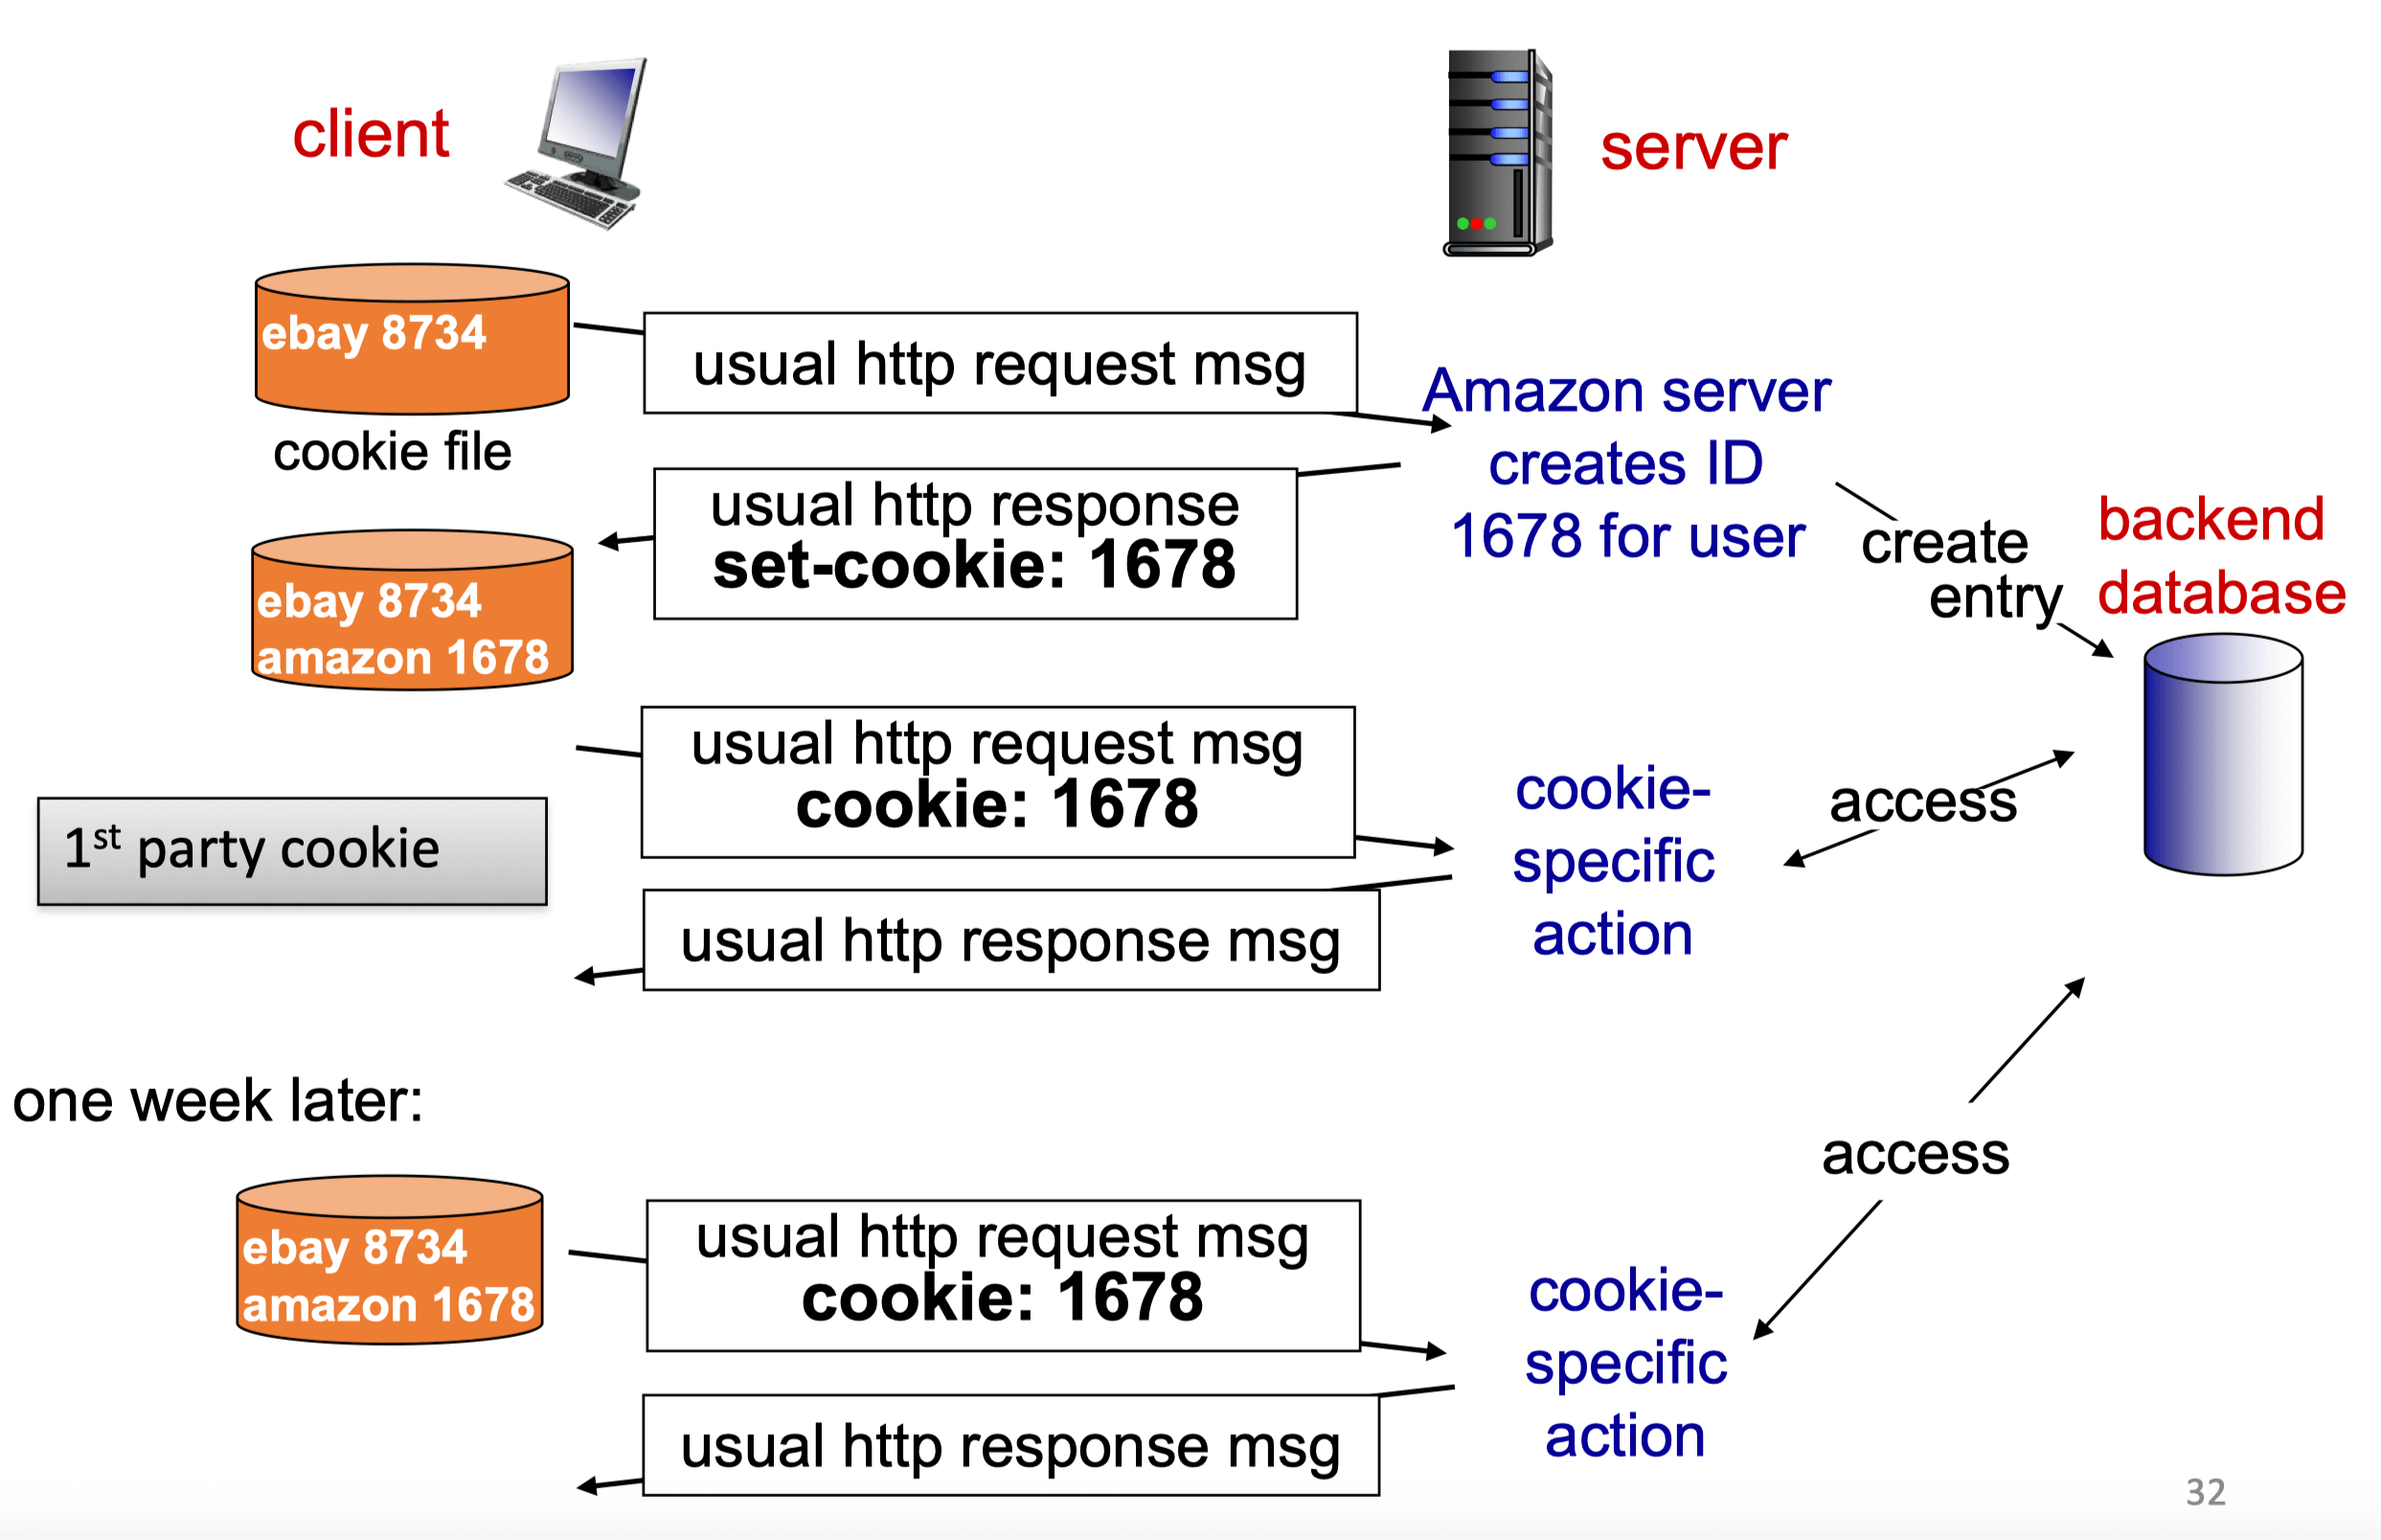 client
server
ebay 8734
cookie file
usual http request msg
Amazon server
creates ID
1678 for user
usual http response
set-cookie: 1678
create
entry
backend
database
ebay 8734
amazon 1678
usual http request msg
cookie: 1678
cookie-
specific
action
access
1st party cookie
usual http response msg
one week later:
access
ebay 8734
amazon 1678
usual http request msg
cookie: 1678
cookie-
specific
action
usual http response msg
32